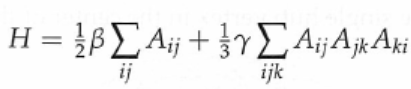 H = ½β∑_{ij} A_{ij} + ⅓γ∑_{ijk} A_{ij}A_{jk}A_{ki}